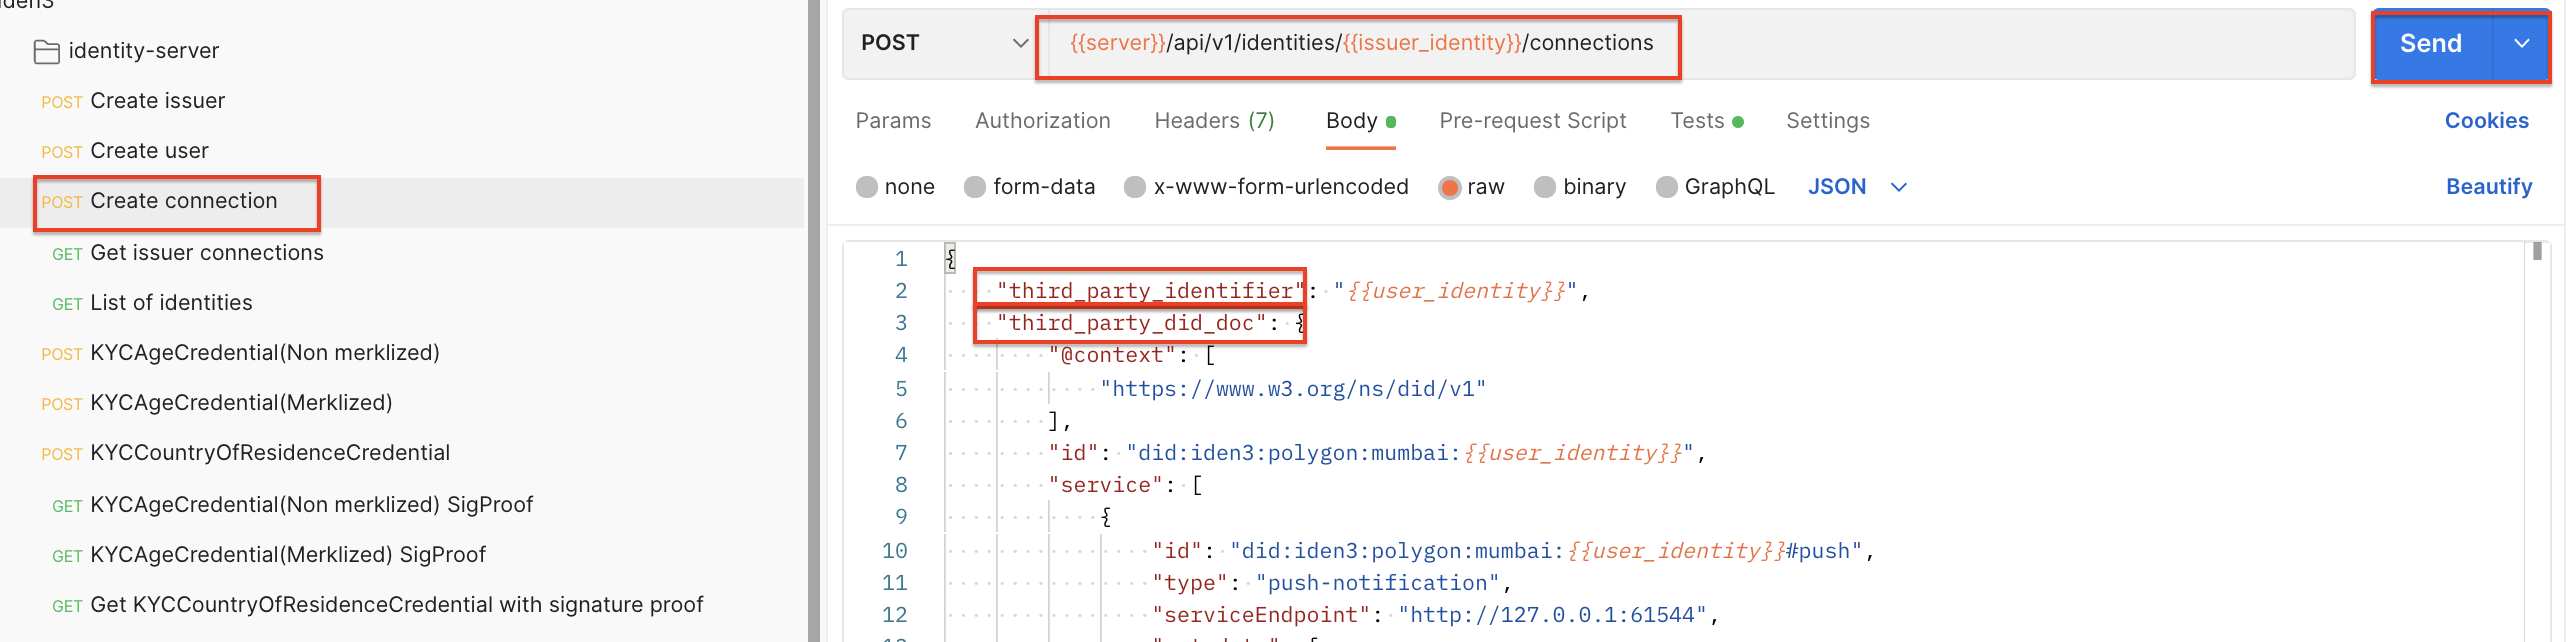 iden3
identity-server
POST Create issuer
POST Create user
POST Create connection
GET Get issuer connections
GET List of identities
POST KYCAgeCredential(Non merklized)
POST KYCAgeCredential(Merklized)
POST KYCCountryOfResidenceCredential
GET KYCAgeCredential(Non merklized) SigProof
GET KYCAgeCredential(Merklized) SigProof
GET Get KYCCountryOfResidenceCredential with signature proof
POST {{server}}/api/v1/identities/{{issuer_identity}}/connections Send
Params Authorization Headers (7) Body Pre-request Script Tests Settings Cookies
none form-data x-www-form-urlencoded raw binary GraphQL JSON Beautify
1 {
2 "third_party_identifier": "{{user_identity}}",
3 "third_party_did_doc": {
4 "@context": [
5 "https://www.w3.org/ns/did/v1"
6 ],
7 "id": "did:iden3:polygon:mumbai:{{user_identity}}",
8 "service": [
9 {
10 "id": "did:iden3:polygon:mumbai:{{user_identity}}#push",
11 "type": "push-notification",
12 "serviceEndpoint": "http://127.0.0.1:61544",